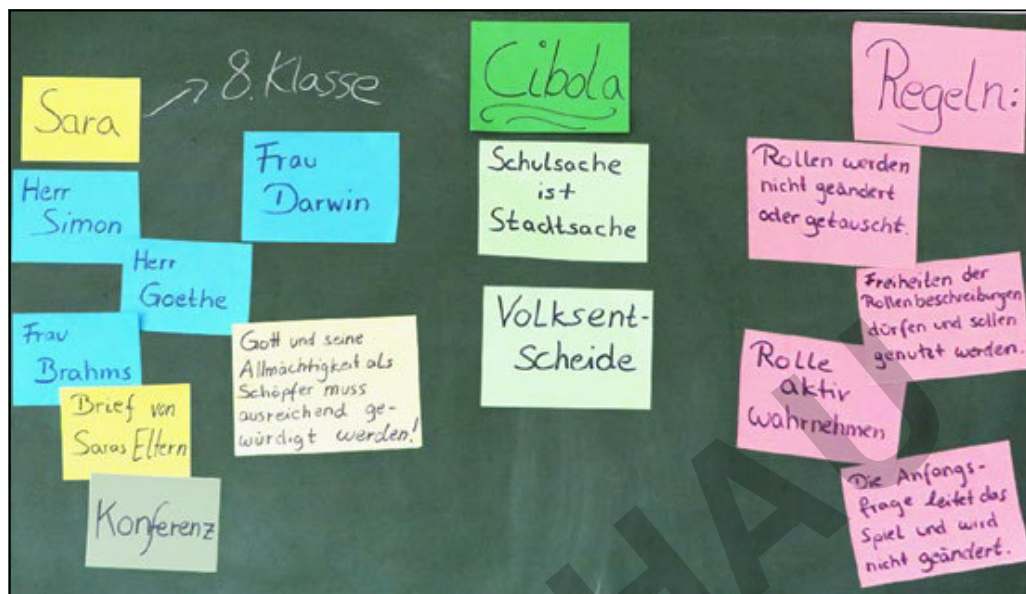 Sara
8. Klasse
Herr
Simon
Frau
Darwin
Herr
Goethe
Frau
Brahms
Brief von
Saras Eltern
Konferenz
Gott und seine
Allmächtigkeit als
Schöpfer muss
ausreichend ge-
würdigt werden!
Cibola
Schulsache
ist
Stadtsache
Volksent-
scheide
Regeln:
Rollen werden
nicht geändert
oder getauscht.
Freiheiten der
Rollenbeschreibungen
dürfen und sollen
genutzt werden.
Rolle
aktiv
wahrnehmen
Die Anfangs-
frage leitet das
Spiel und wird
nicht geändert.
HAU